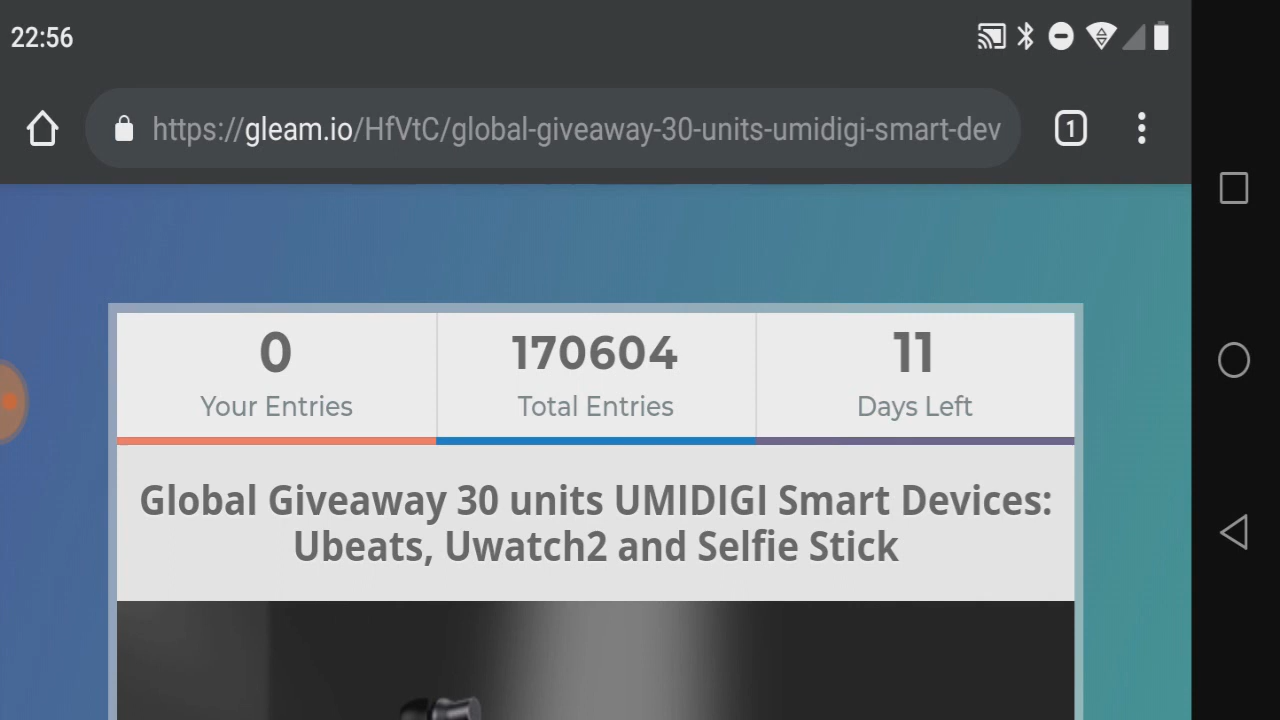 22:56
https://gleam.io/HfVtC/global-giveaway-30-units-umidigi-smart-dev
1
0
Your Entries
170604
Total Entries
11
Days Left
Global Giveaway 30 units UMIDIGI Smart Devices:
Ubeats, Uwatch2 and Selfie Stick